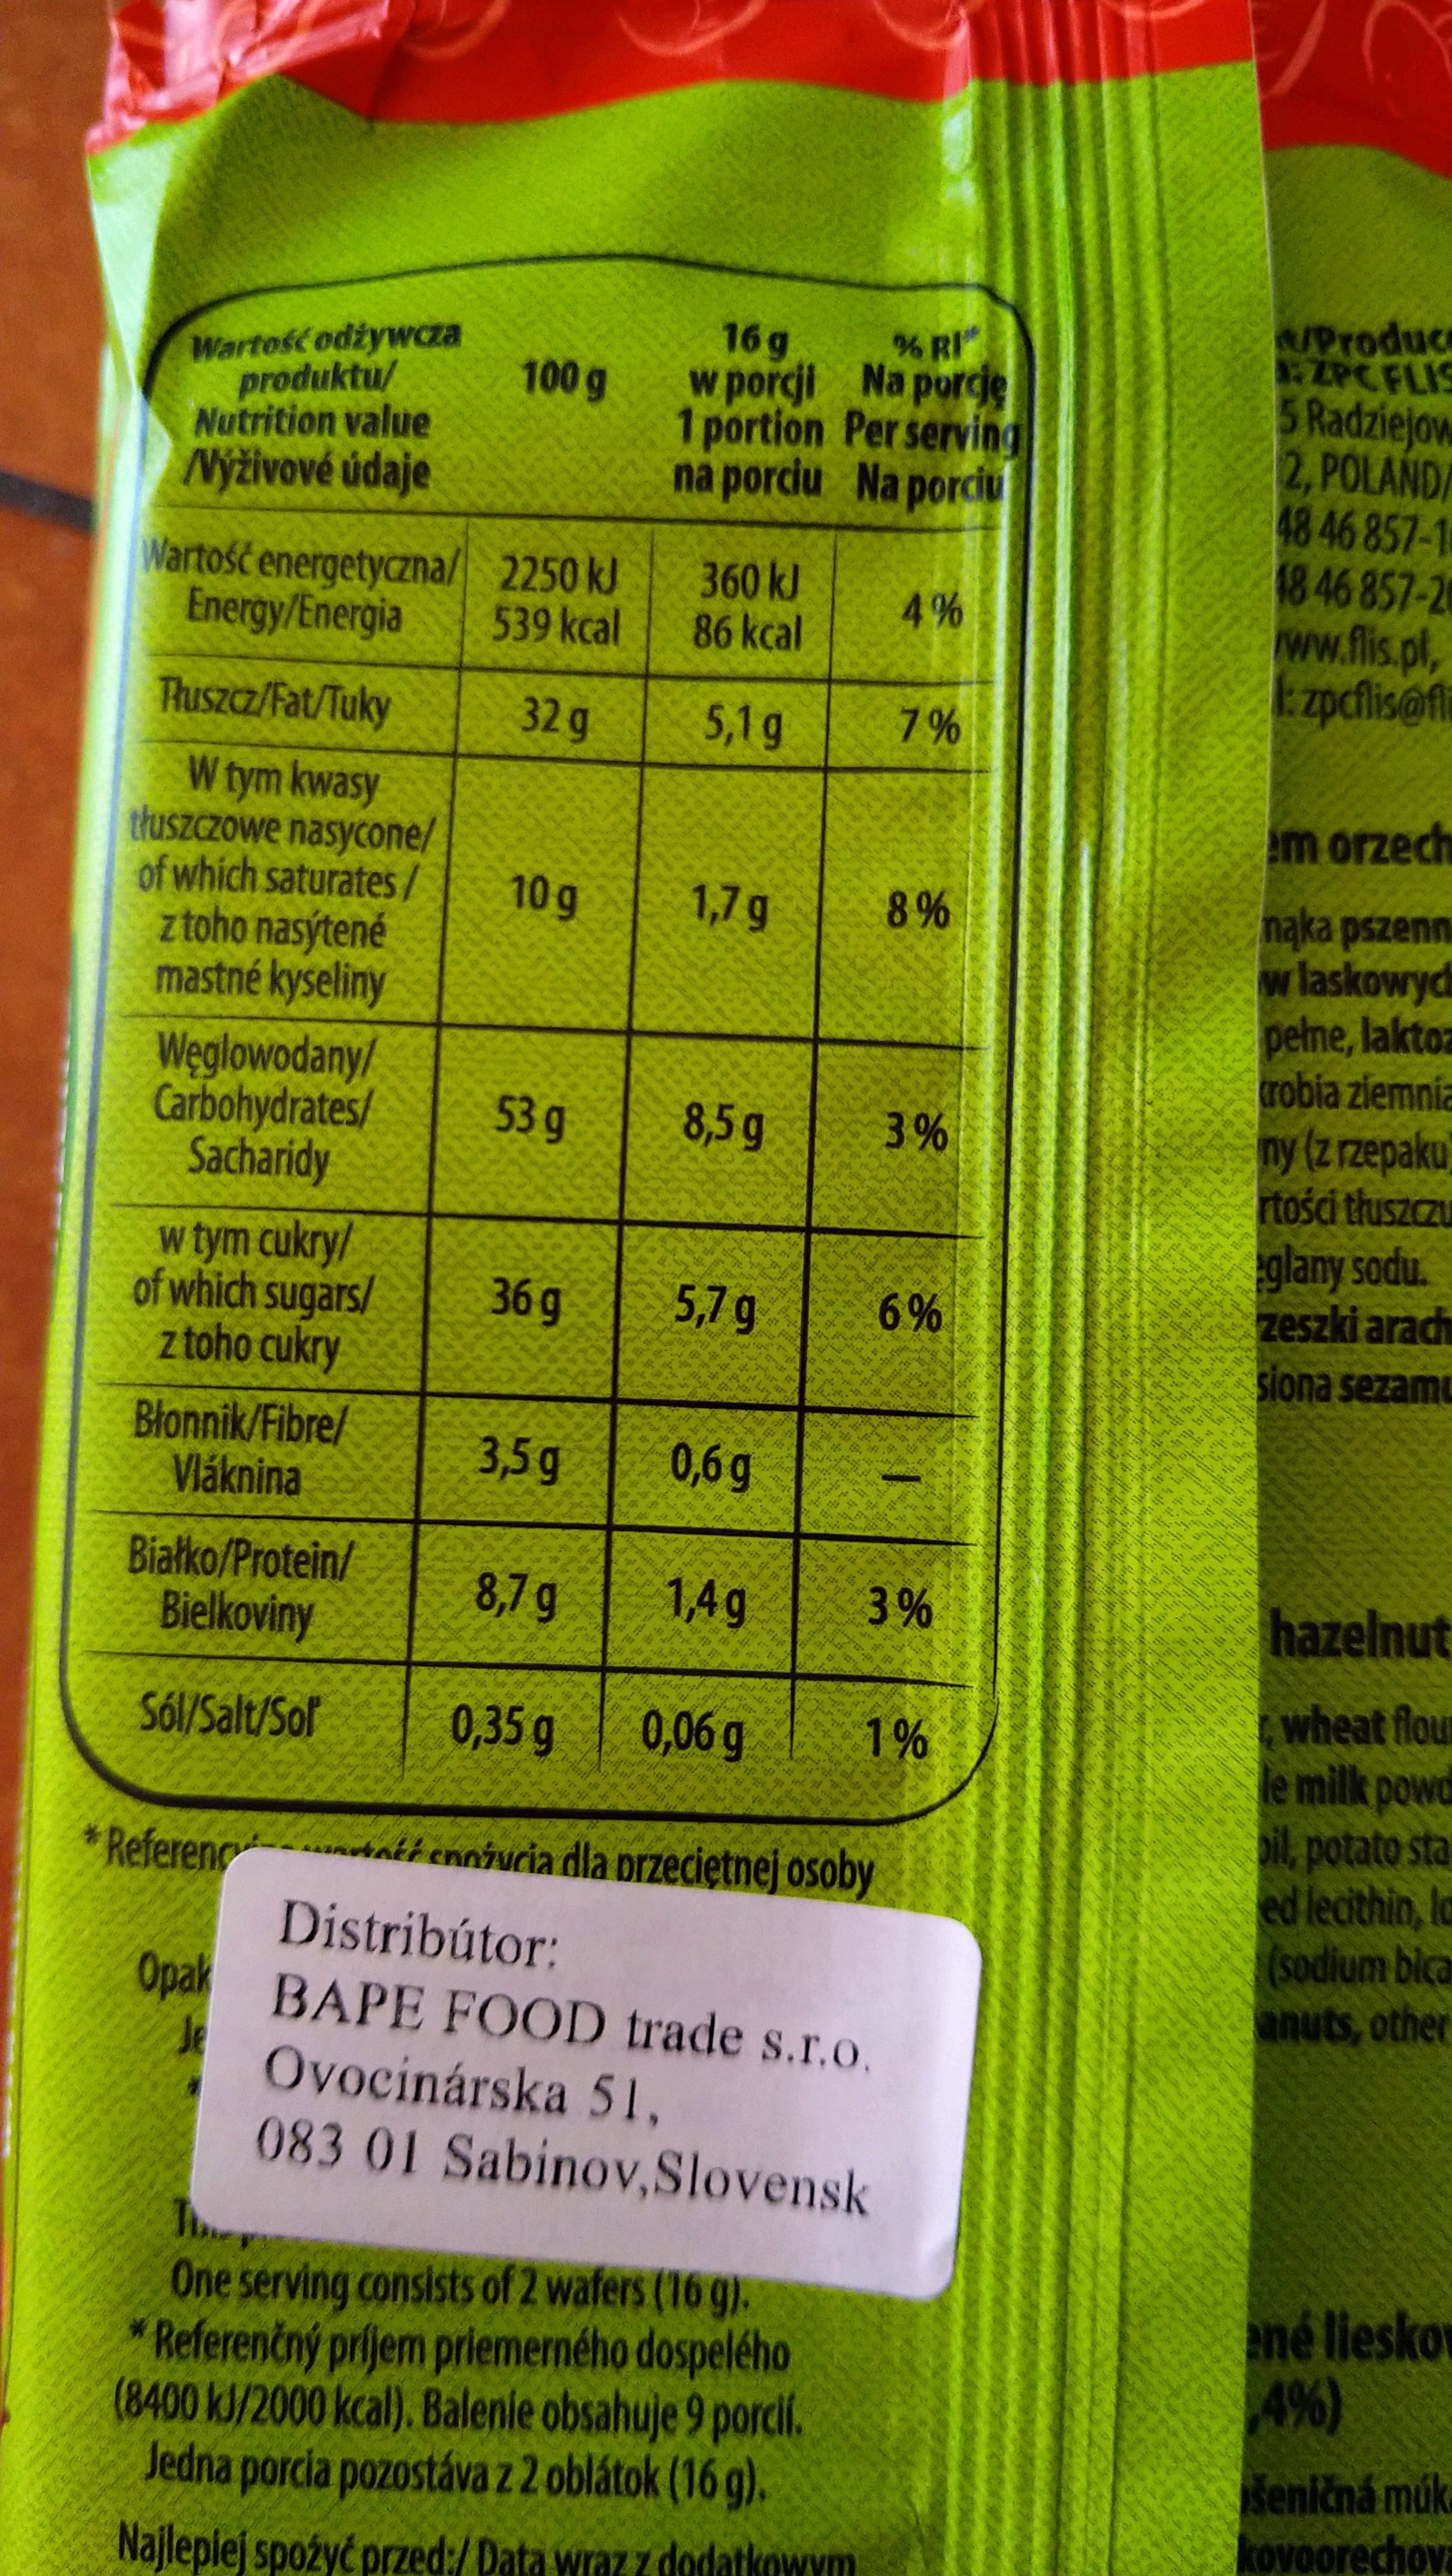 Wartość odżywcza
produktu/
Nutrition value
/Výživové údaje
100 g
16 g
w porcji
1 portion
na porciu
% RI*
Na porcję
Per serving
Na porciu
Wartość energetyczna/
Energy/Energia
2250 kJ
539 kcal
360 kJ
86 kcal
4 %
Tłuszcz/Fat/Tuky
32 g
5,1 g
7 %
W tym kwasy
tłuszczowe nasycone/
of which saturates /
z toho nasýtené
mastné kyseliny
10 g
1,7 g
8 %
Węglowodany/
Carbohydrates/
Sacharidy
53 g
8,5 g
3 %
w tym cukry/
of which sugars/
z toho cukry
36 g
5,7 g
6 %
Błonnik/Fibre/
Vláknina
3,5 g
0,6 g
—
Białko/Protein/
Bielkoviny
8,7 g
1,4 g
3 %
Sól/Salt/Soľ
0,35 g
0,06 g
1 %
* spożycia dla przeciętnej osoby
Distribútor:
BAPE FOOD trade s.r.o.
Ovocinárska 51,
083 01 Sabinov,Slovensk
One serving consists of 2 wafers (16 g).
* Referenčný príjem priemerného dospelého
(8400 kJ/2000 kcal). Balenie obsahuje 9 porcií.
Jedna porcia pozostáva z 2 oblátok (16 g).
Najlepiej spożyć przed:/ Data wraz z dodatkowym
ZPC FLIS
5 Radziejow
2, POLAND/
48 46 857-1
48 46 857-2
www.flis.pl,
zpcflis@fl
em orzech
mąka pszenn
w laskowych
pełne, laktoz
krobia ziemnia
ny (z rzepaku
rtości tłuszczu
ęglany sodu.
zeszki arach
siona sezamu
hazelnut
, wheat flou
le milk powd
oil, potato sta
ed lecithin, lo
(sodium bica
anuts, other
ené liesko
,4%)
šeničná múk
kovoorechov